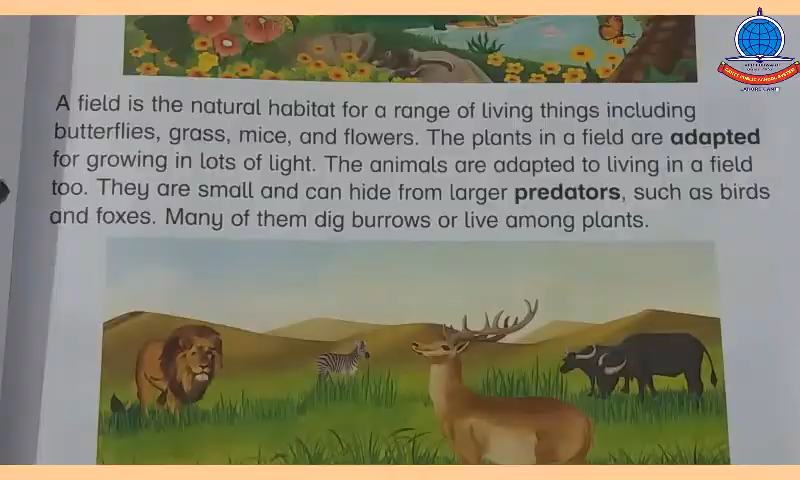 A field is the natural habitat for a range of living things including
butterflies, grass, mice, and flowers. The plants in a field are adapted
for growing in lots of light. The animals are adapted to living in a field
too. They are small and can hide from larger predators, such as birds
and foxes. Many of them dig burrows or live among plants.
LAHORE CANTT